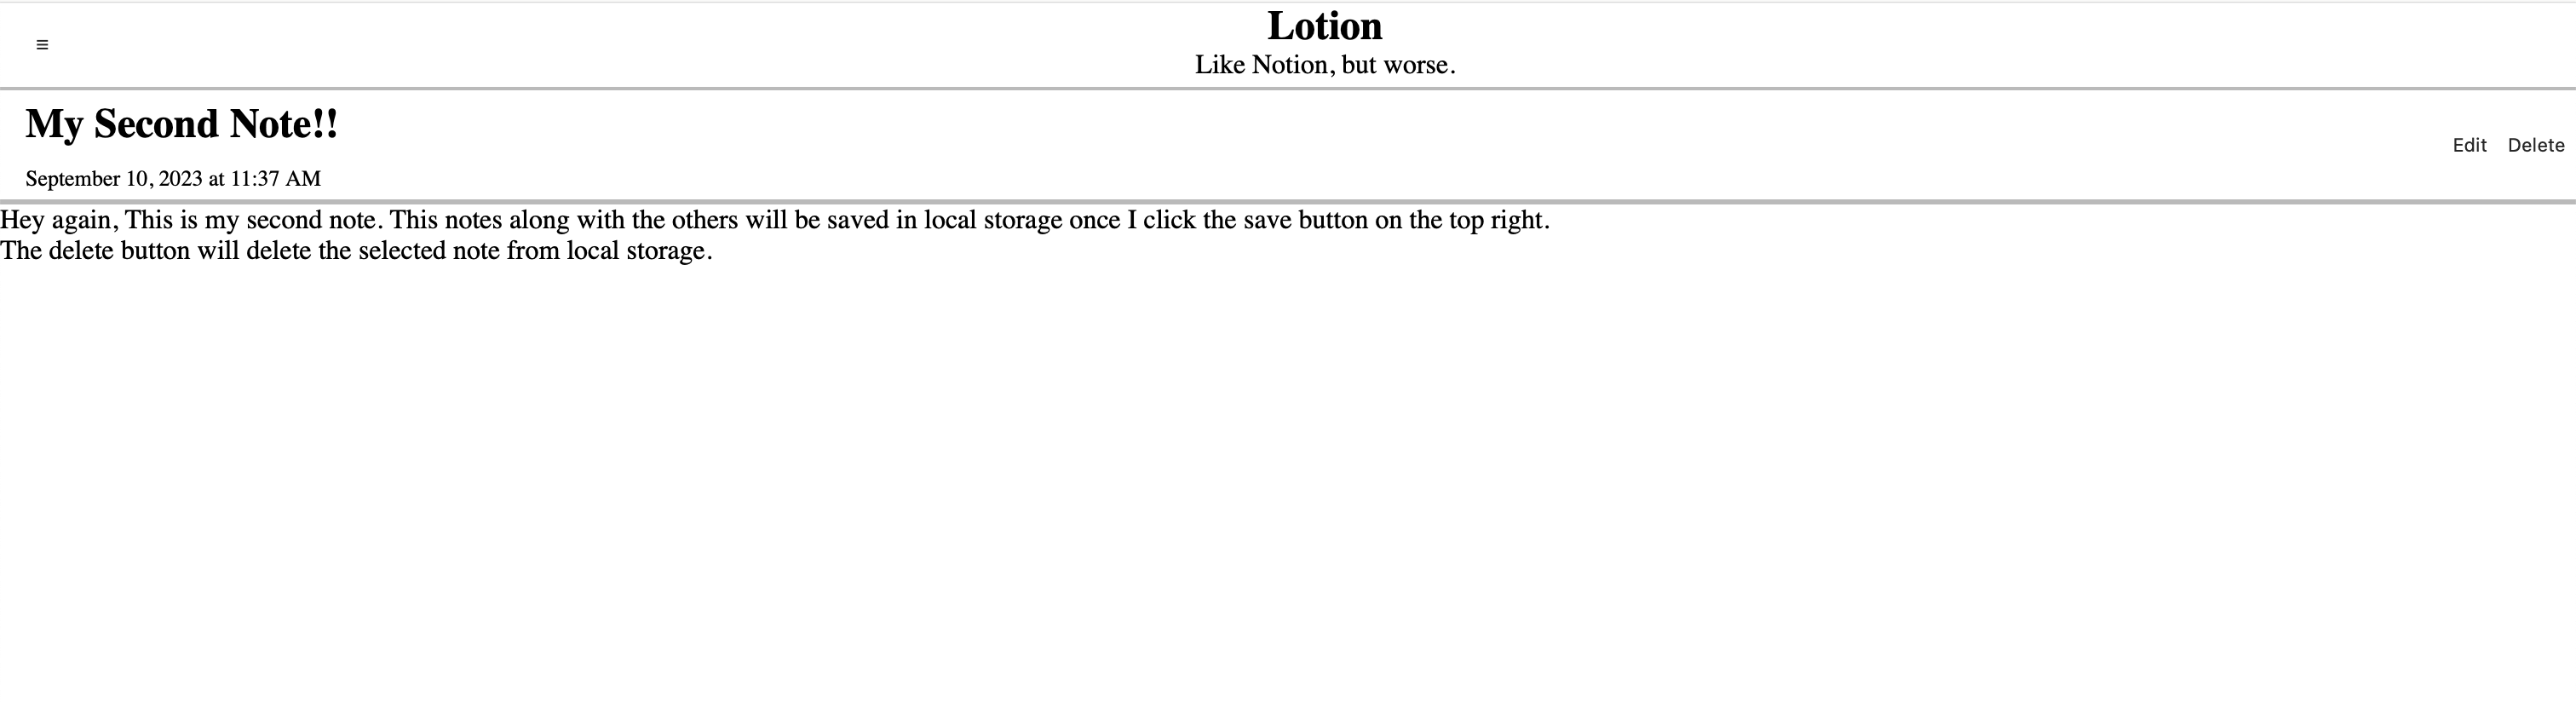 ≡
Lotion
Like Notion, but worse.
My Second Note!!
Edit Delete
September 10, 2023 at 11:37 AM
Hey again, This is my second note. This notes along with the others will be saved in local storage once I click the save button on the top right.
The delete button will delete the selected note from local storage.